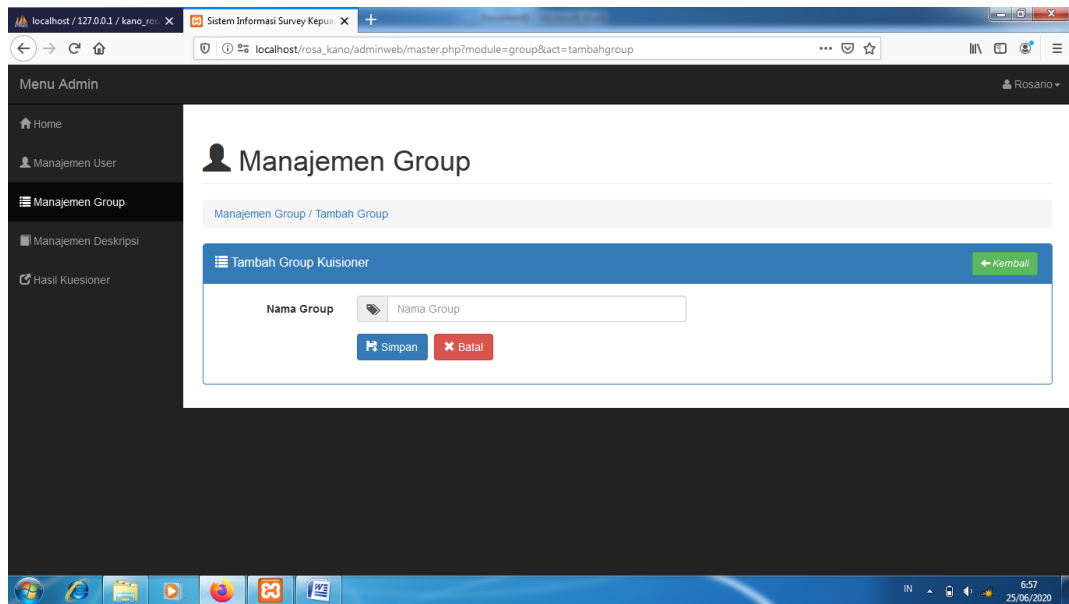 localhost / 127.0.0.1 / kano_ros
Sistem Informasi Survey Kepua
localhost/rosa_kano/adminweb/master.php?module=group&act=tambahgroup
Menu Admin
Rosario
Home
Manajemen User
Manajemen Group
Manajemen Deskripsi
Hasil Kuesioner
Manajemen Group
Manajemen Group / Tambah Group
Tambah Group Kuisioner
Kembali
Nama Group
Nama Group
Simpan
Batal
IN
6:57
25/06/2020